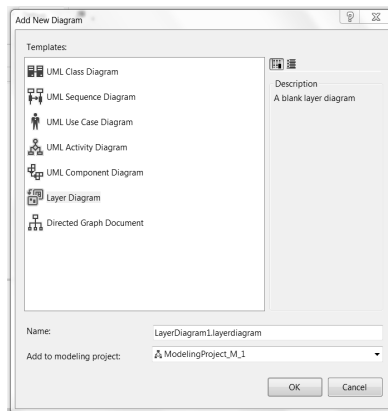 Add New Diagram
Templates:
UML Class Diagram
UML Sequence Diagram
UML Use Case Diagram
UML Activity Diagram
UML Component Diagram
Layer Diagram
Directed Graph Document
Description
A blank layer diagram
Name:
LayerDiagram1.layerdiagram
Add to modeling project:
ModelingProject_M_1
OK
Cancel